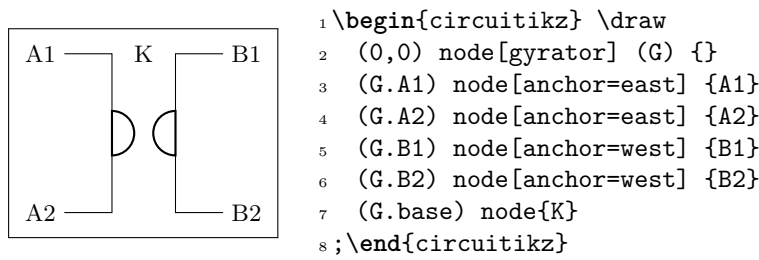 A1 K B1
A2 B2
1 \begin{circuitikz} \draw
2 (0,0) node[gyrator] (G) {}
3 (G.A1) node[anchor=east] {A1}
4 (G.A2) node[anchor=east] {A2}
5 (G.B1) node[anchor=west] {B1}
6 (G.B2) node[anchor=west] {B2}
7 (G.base) node{K}
8 ;\end{circuitikz}